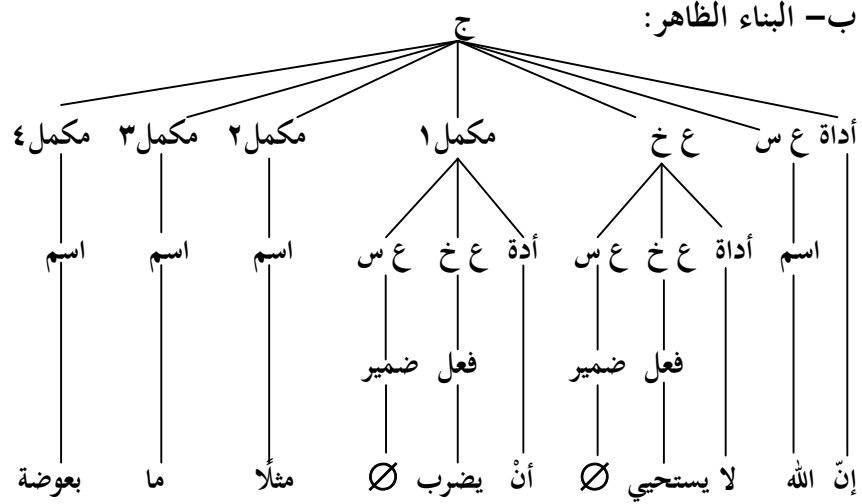 ب– البناء الظاهر:
ج
أداة ع س ع خ مكمل١ مكمل٢ مكمل٣ مكمل٤
اسم أداة ع خ ع س أدة ع خ ع س اسم اسم اسم
فعل ضمير فعل ضمير
إنّ الله لا يستحيي ∅ أنْ يضرب ∅ مثلًا ما بعوضة